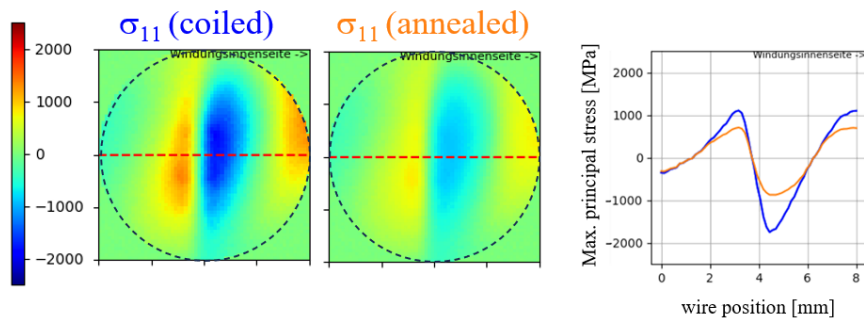 σ11 (coiled)
σ11 (annealed)
2000
1000
0
−1000
−2000
Windungsinnenseite ->
Windungsinnenseite ->
Max. principal stress [MPa]
2000
1000
0
−1000
−2000
Windungsinnenseite ->
0
2
4
6
8
wire position [mm]